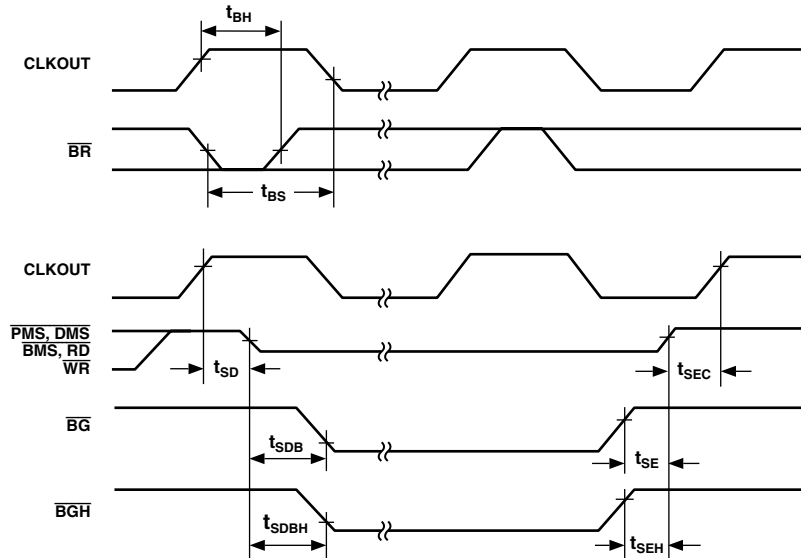 tBH
CLKOUT
BR
tBS
CLKOUT
PMS, DMS
BMS, RD
WR
tSD
tSEC
BG
tSDB
tSE
BGH
tSDBH
tSEH